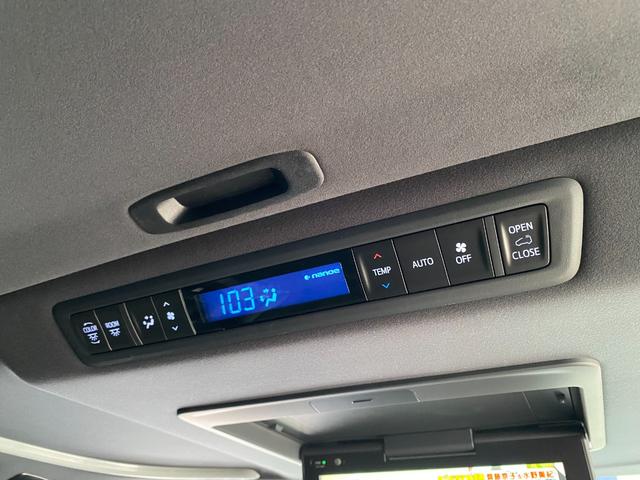 COLOR
ROOM
103
nanoe
TEMP
AUTO
OFF
OPEN
CLOSE